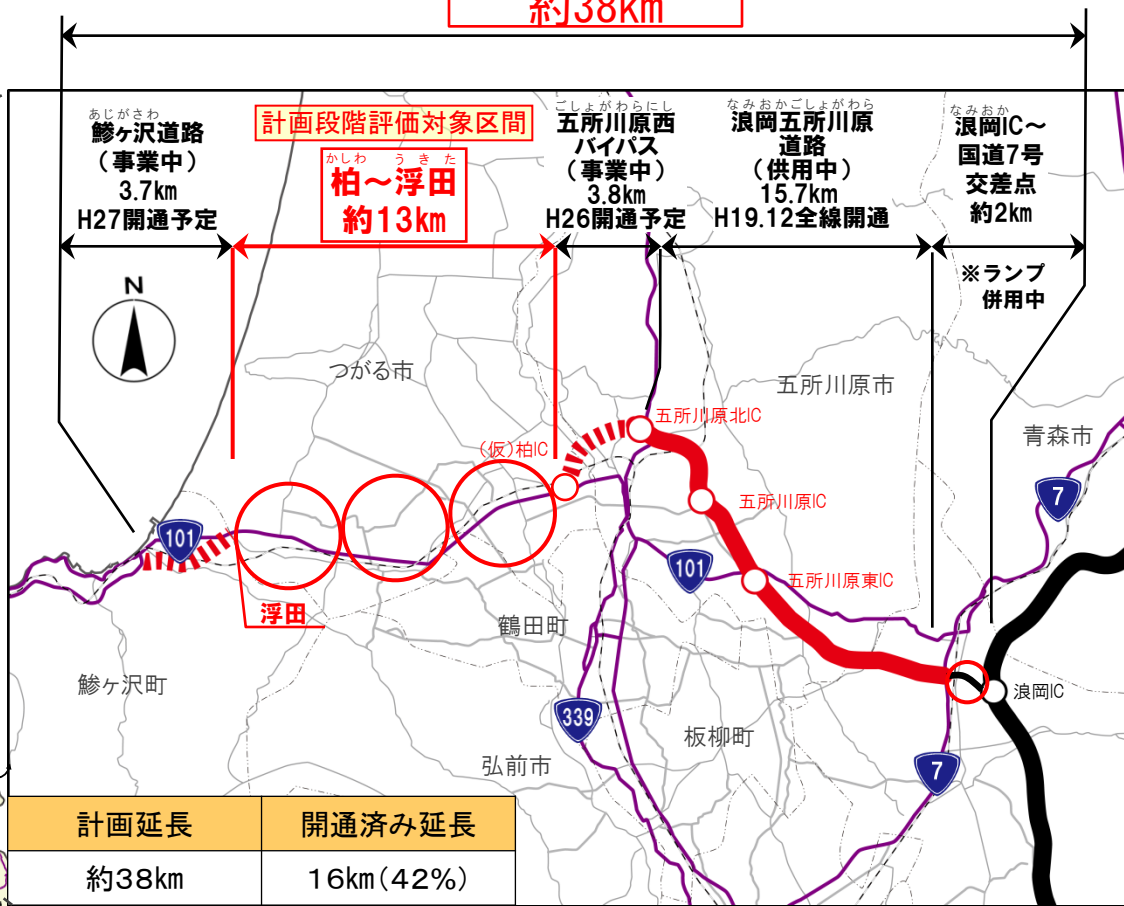 約38km
あじがさわ
鰺ヶ沢道路
（事業中）
3.7km
H27開通予定
計画段階評価対象区間
かしわ うきた
柏～浮田
約13km
ごしょがわらにし
五所川原西
バイパス
（事業中）
3.8km
H26開通予定
なみおかごしょがわら
浪岡五所川原
道路
（供用中）
15.7km
H19.12全線開通
なみおか
浪岡IC～
国道7号
交差点
約2km
※ランプ
併用中
N
つがる市
五所川原市
五所川原北IC
青森市
(仮)柏IC
7
五所川原IC
101
101
五所川原東IC
浮田
鶴田町
鰺ヶ沢町
浪岡IC
339
板柳町
弘前市
7
計画延長 開通済み延長
約38km 16km(42%)